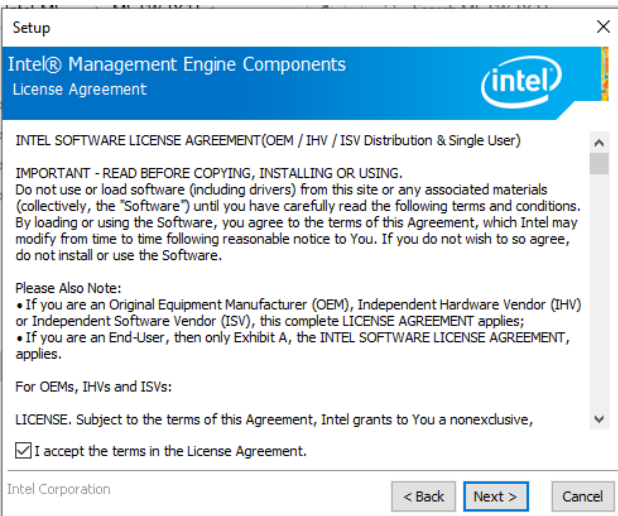 Setup
Intel® Management Engine Components
License Agreement
intel
INTEL SOFTWARE LICENSE AGREEMENT(OEM / IHV / ISV Distribution & Single User)
IMPORTANT - READ BEFORE COPYING, INSTALLING OR USING.
Do not use or load software (including drivers) from this site or any associated materials
(collectively, the "Software") until you have carefully read the following terms and conditions.
By loading or using the Software, you agree to the terms of this Agreement, which Intel may
modify from time to time following reasonable notice to You. If you do not wish to so agree,
do not install or use the Software.
Please Also Note:
• If you are an Original Equipment Manufacturer (OEM), Independent Hardware Vendor (IHV)
or Independent Software Vendor (ISV), this complete LICENSE AGREEMENT applies;
• If you are an End-User, then only Exhibit A, the INTEL SOFTWARE LICENSE AGREEMENT,
applies.
For OEMs, IHVs and ISVs:
LICENSE. Subject to the terms of this Agreement, Intel grants to You a nonexclusive,
I accept the terms in the License Agreement.
Intel Corporation
< Back Next > Cancel